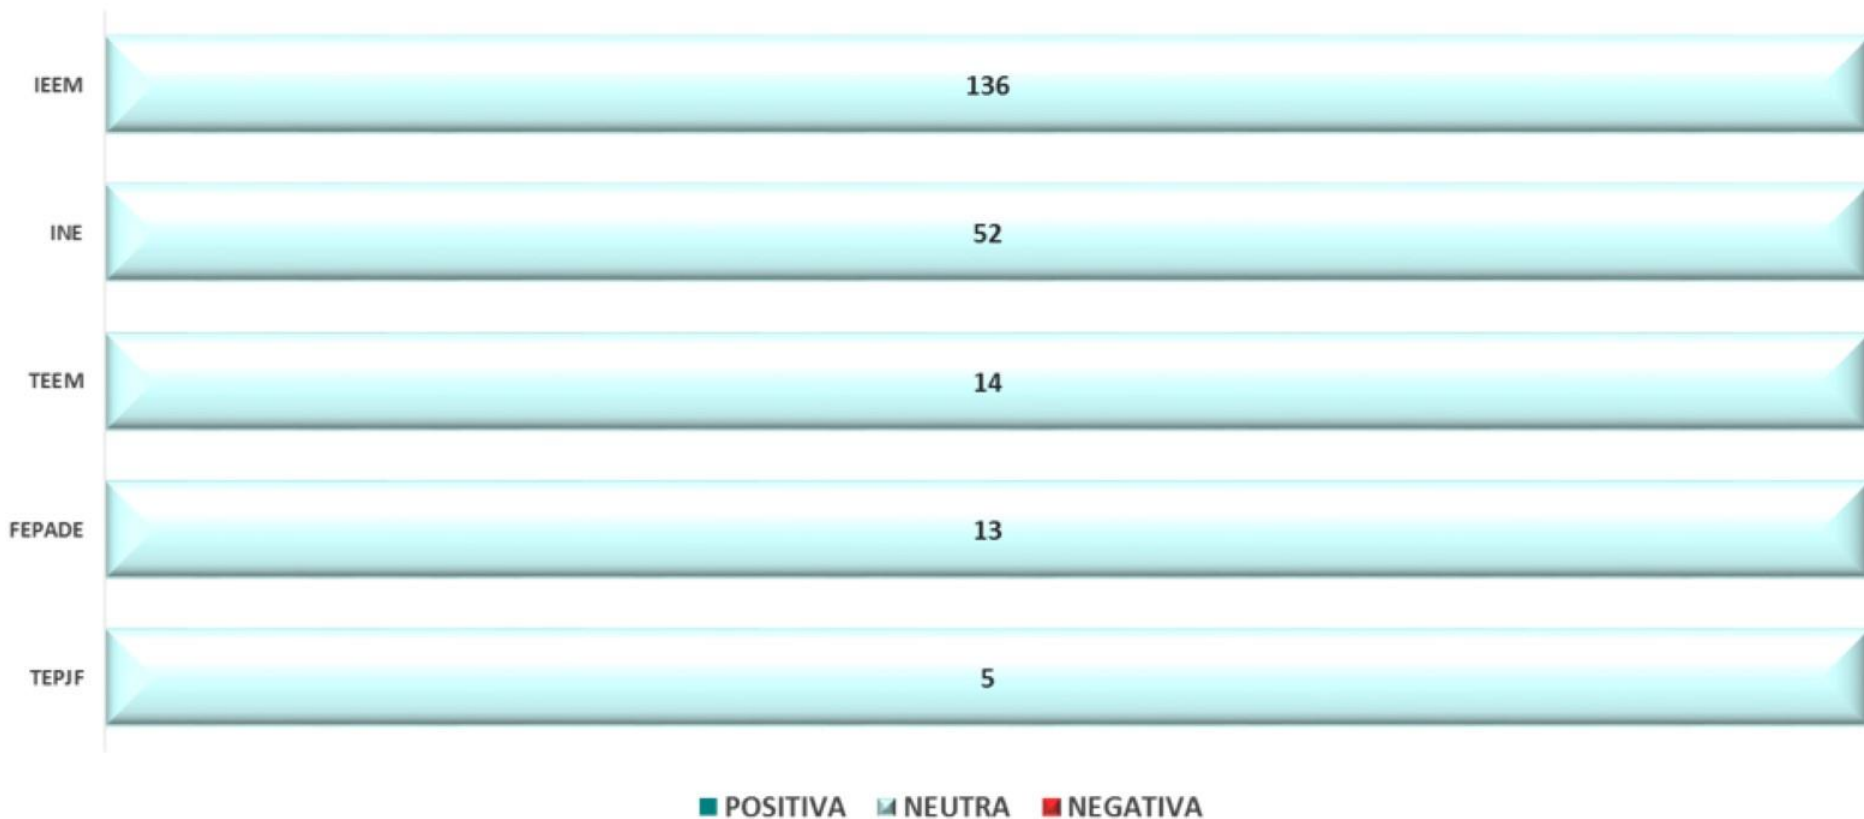 IEEM 136
INE 52
TEEM 14
FEPADE 13
TEPJF 5
POSITIVA NEUTRA NEGATIVA